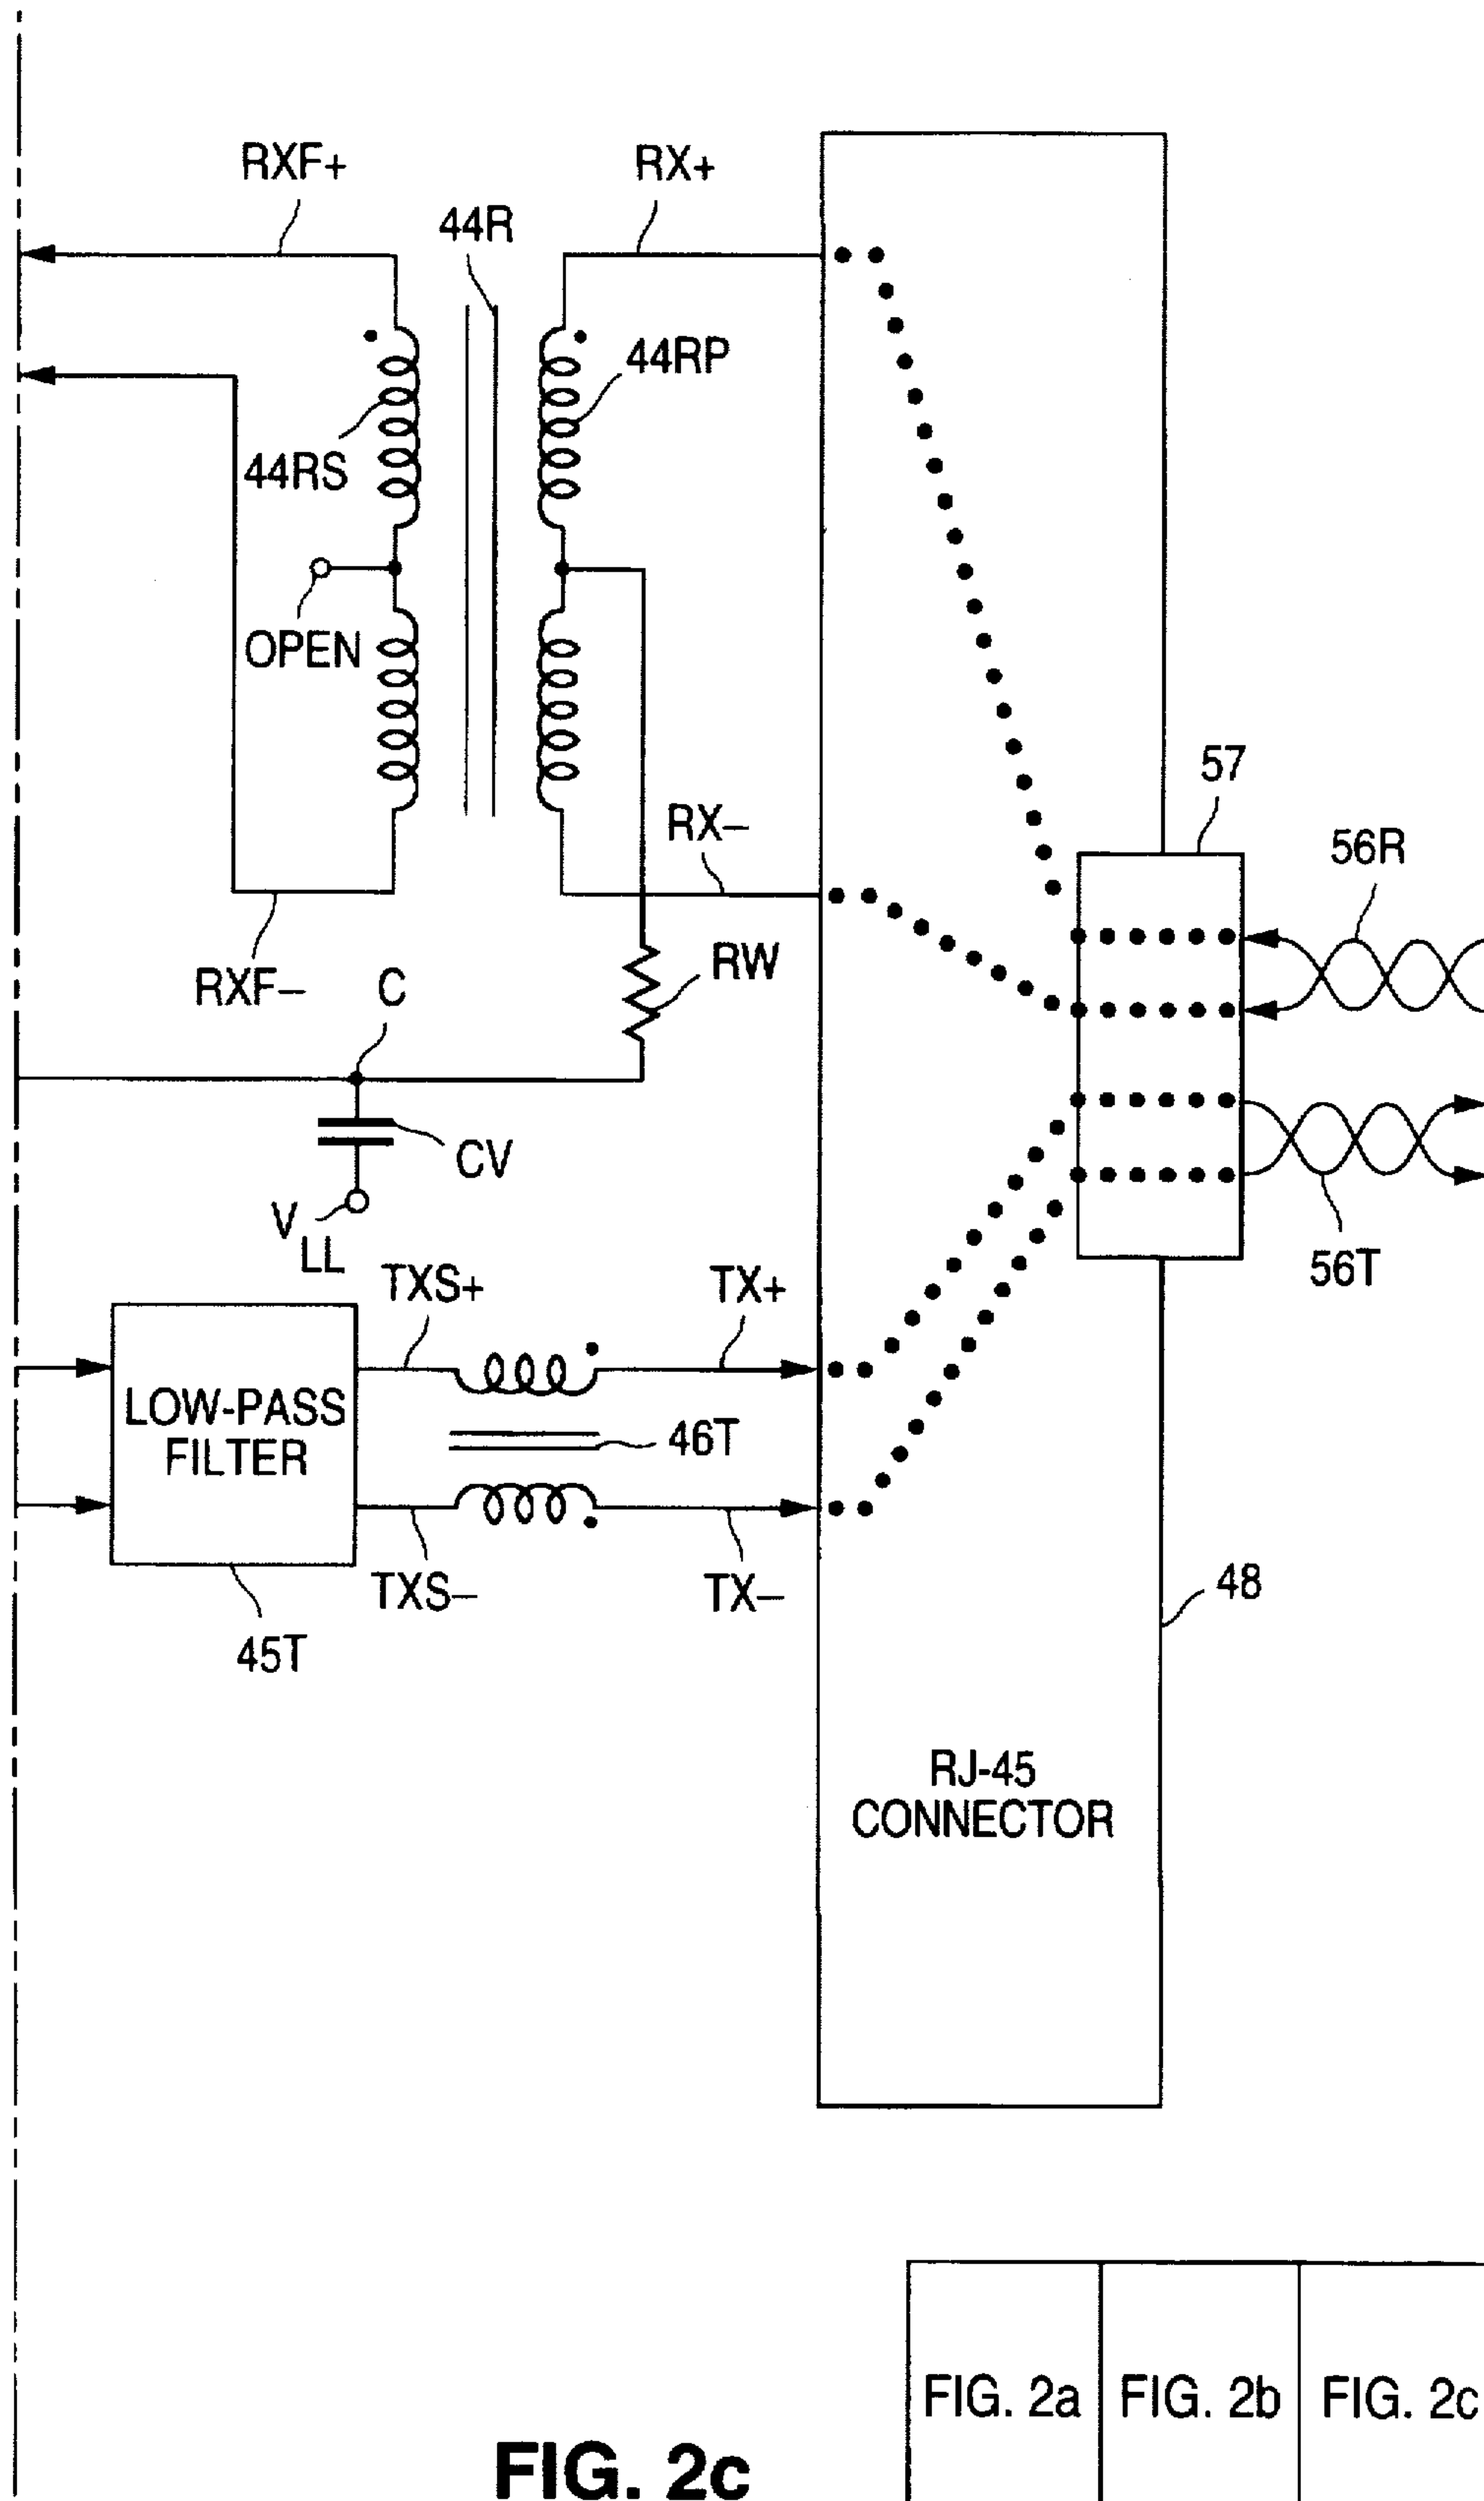 RXF+
RX+
44R
44RP
44RS
OPEN
57
RX–
56R
RXF–
C
RW
CV
VLL
56T
TXS+
TX+
LOW-PASS
FILTER
46T
TXS–
TX–
48
45T
RJ-45
CONNECTOR
FIG. 2a
FIG. 2b
FIG. 2c
FIG. 2c